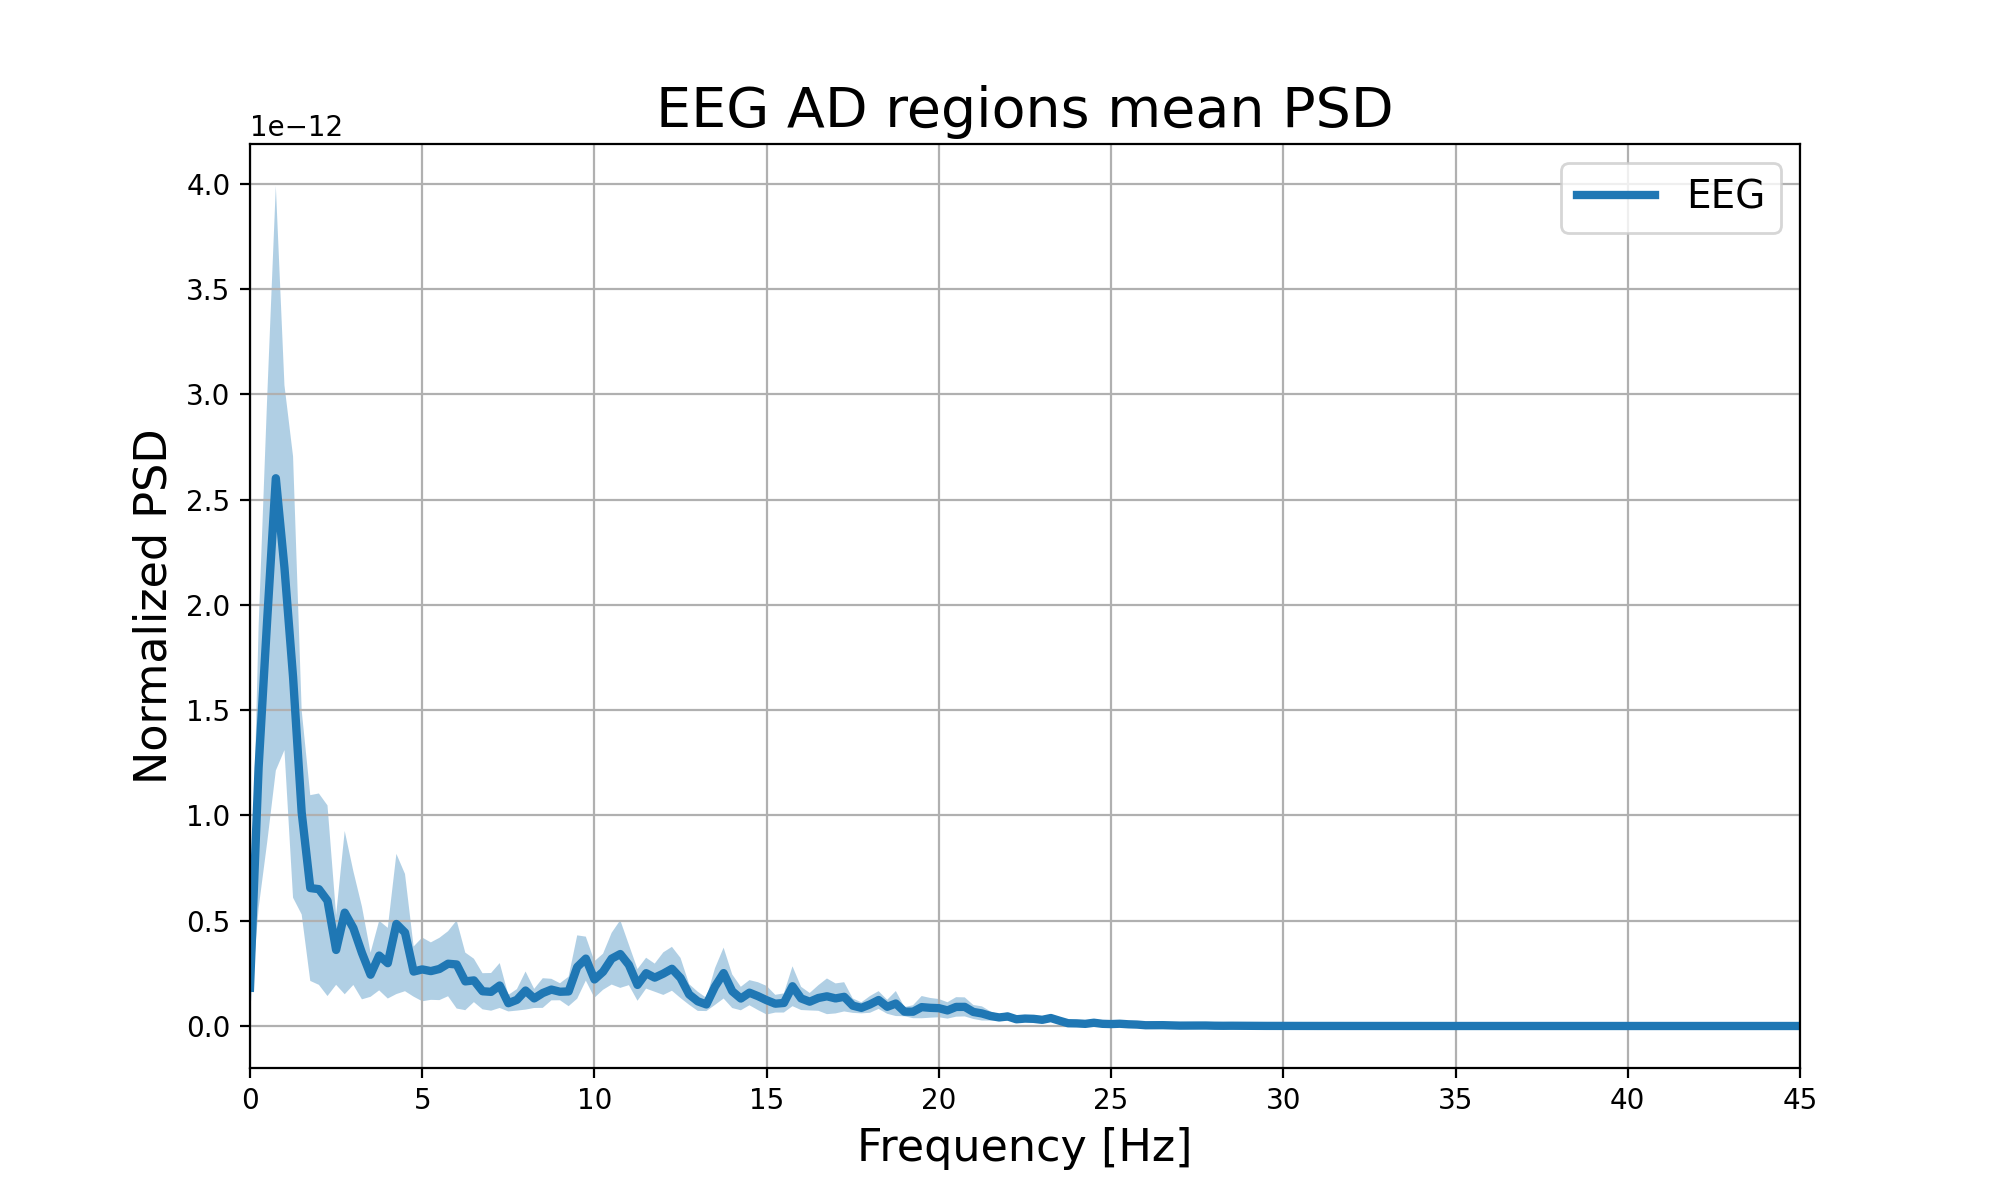 EEG AD regions mean PSD
1e−12
EEG
4.0
3.5
3.0
2.5
2.0
1.5
1.0
0.5
0.0
Normalized PSD
0 5 10 15 20 25 30 35 40 45
Frequency [Hz]